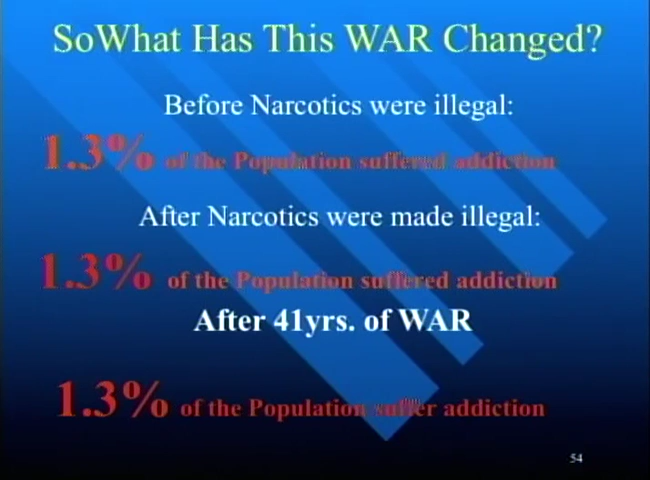 SoWhat Has This WAR Changed?
Before Narcotics were illegal:
1.3% of the Population suffered addiction
After Narcotics were made illegal:
1.3% of the Population suffered addiction
After 41yrs. of WAR
1.3% of the Population suffer addiction
54